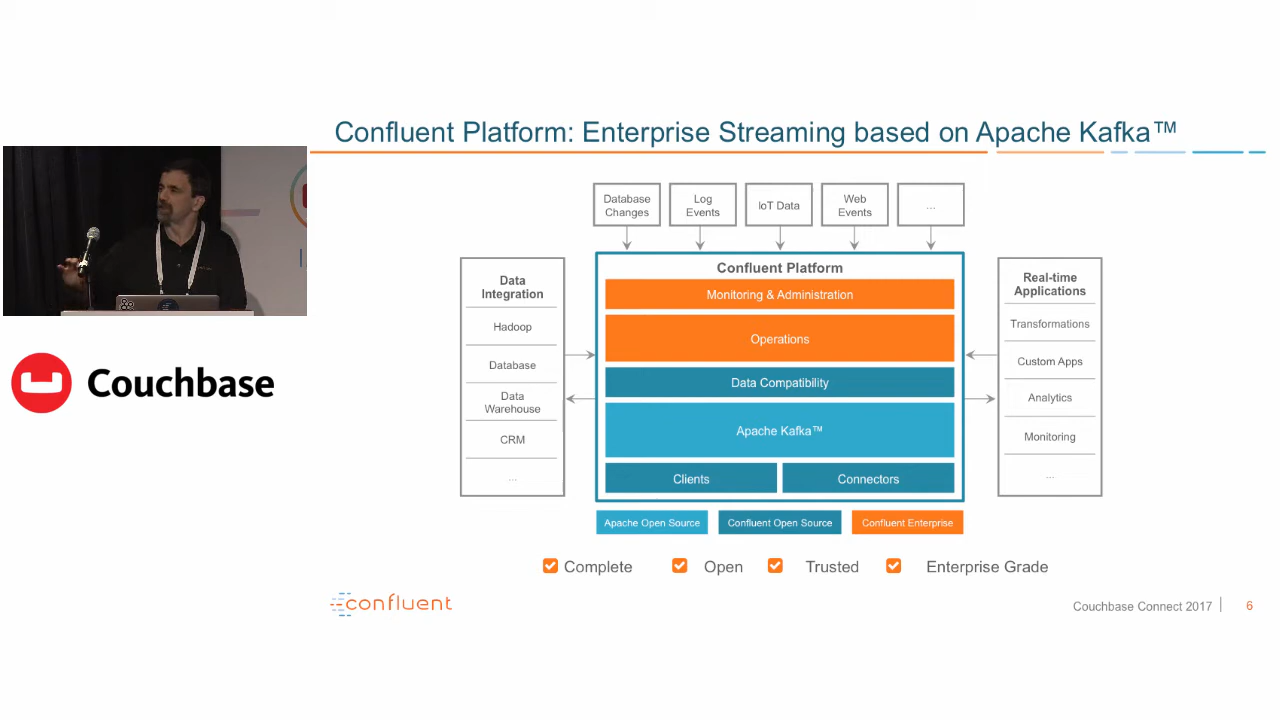 Confluent Platform: Enterprise Streaming based on Apache Kafka™
Database
Changes
Log
Events
IoT Data
Web
Events
...
Data
Integration
Hadoop
Database
Data
Warehouse
CRM
...
Confluent Platform
Monitoring & Administration
Operations
Data Compatibility
Apache Kafka™
Clients
Connectors
Real-time
Applications
Transformations
Custom Apps
Analytics
Monitoring
...
Apache Open Source
Confluent Open Source
Confluent Enterprise
Complete
Open
Trusted
Enterprise Grade
Couchbase
confluent
Couchbase Connect 2017
6